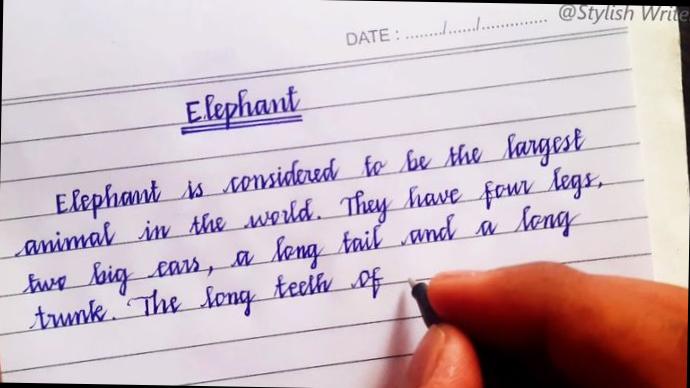 @Stylish Write
DATE : ......../....../..............
Elephant
Elephant is considered to be the largest
animal in the world. They have four legs,
two big ears, a long tail and a long
trunk. The long teeth of